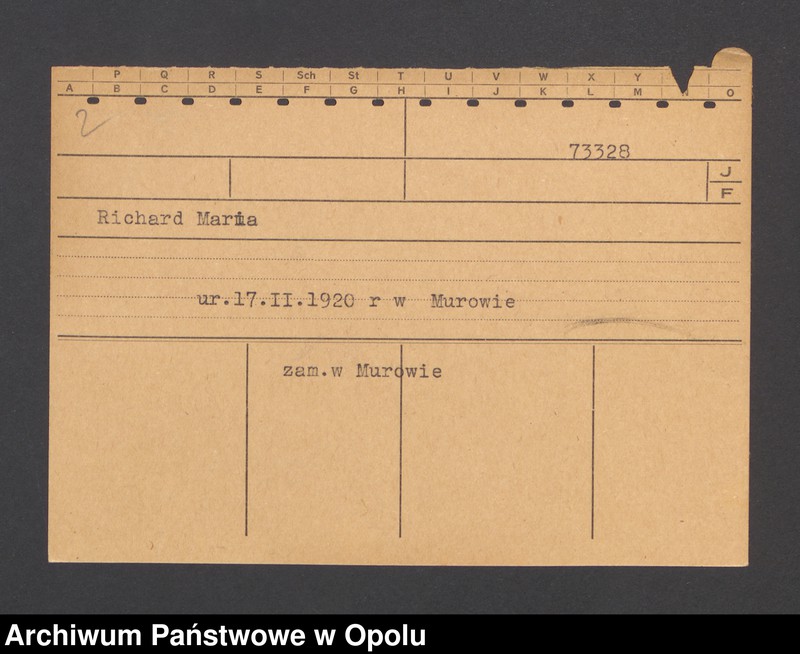 P Q R S Sch St T U V W X Y
A B C D E F G H I J K L M O
2
73328
J
F
Richard Maria
ur.17.II.1920 r w Murowie
zam.w Murowie
Archiwum Państwowe w Opolu